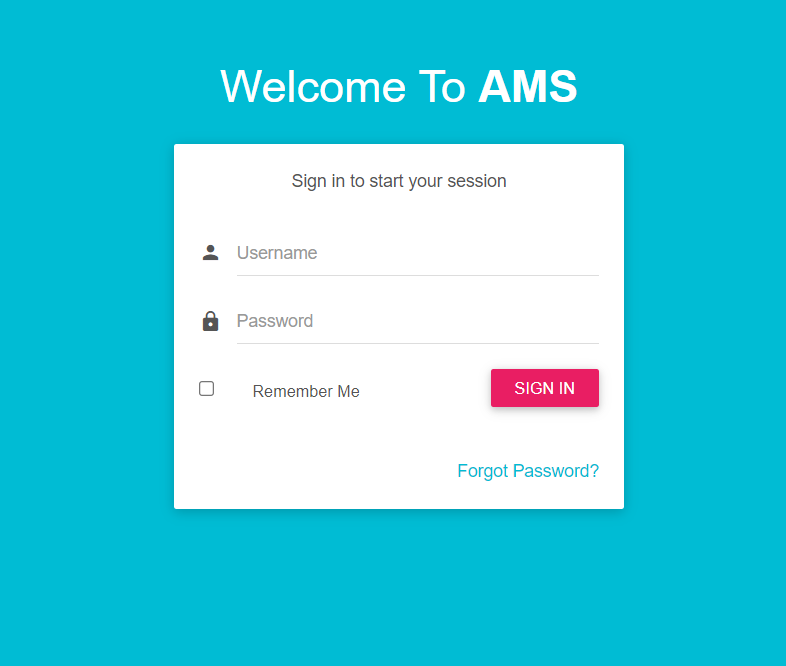 Welcome To AMS
Sign in to start your session
Username
Password
Remember Me
SIGN IN
Forgot Password?